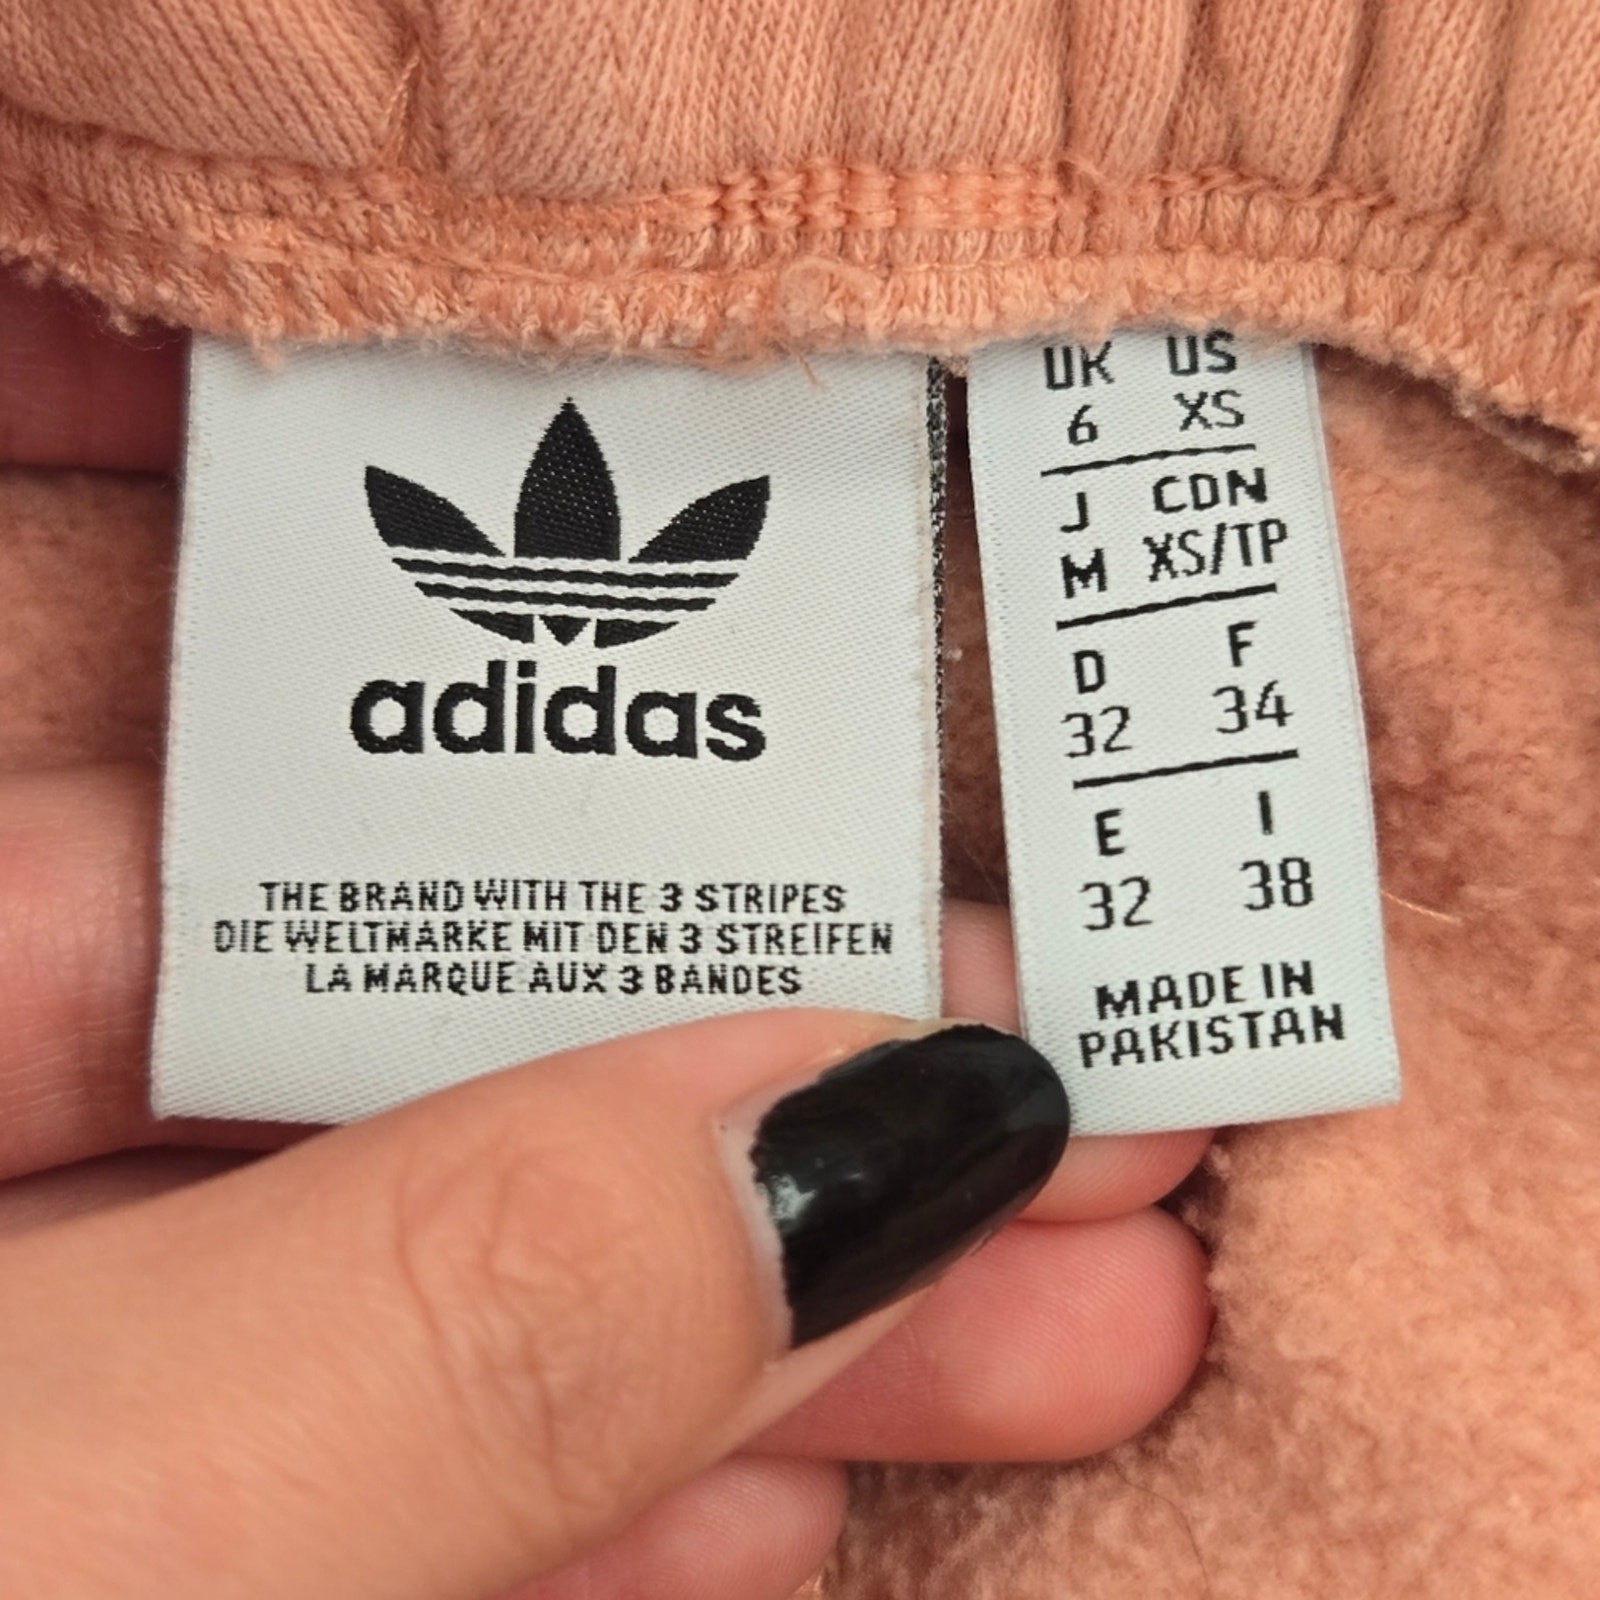 adidas
THE BRAND WITH THE 3 STRIPES
DIE WELTMARKE MIT DEN 3 STREIFEN
LA MARQUE AUX 3 BANDES
UK US
6 XS
J CDN
M XS/TP
D F
32 34
E I
32 38
MADE IN
PAKISTAN